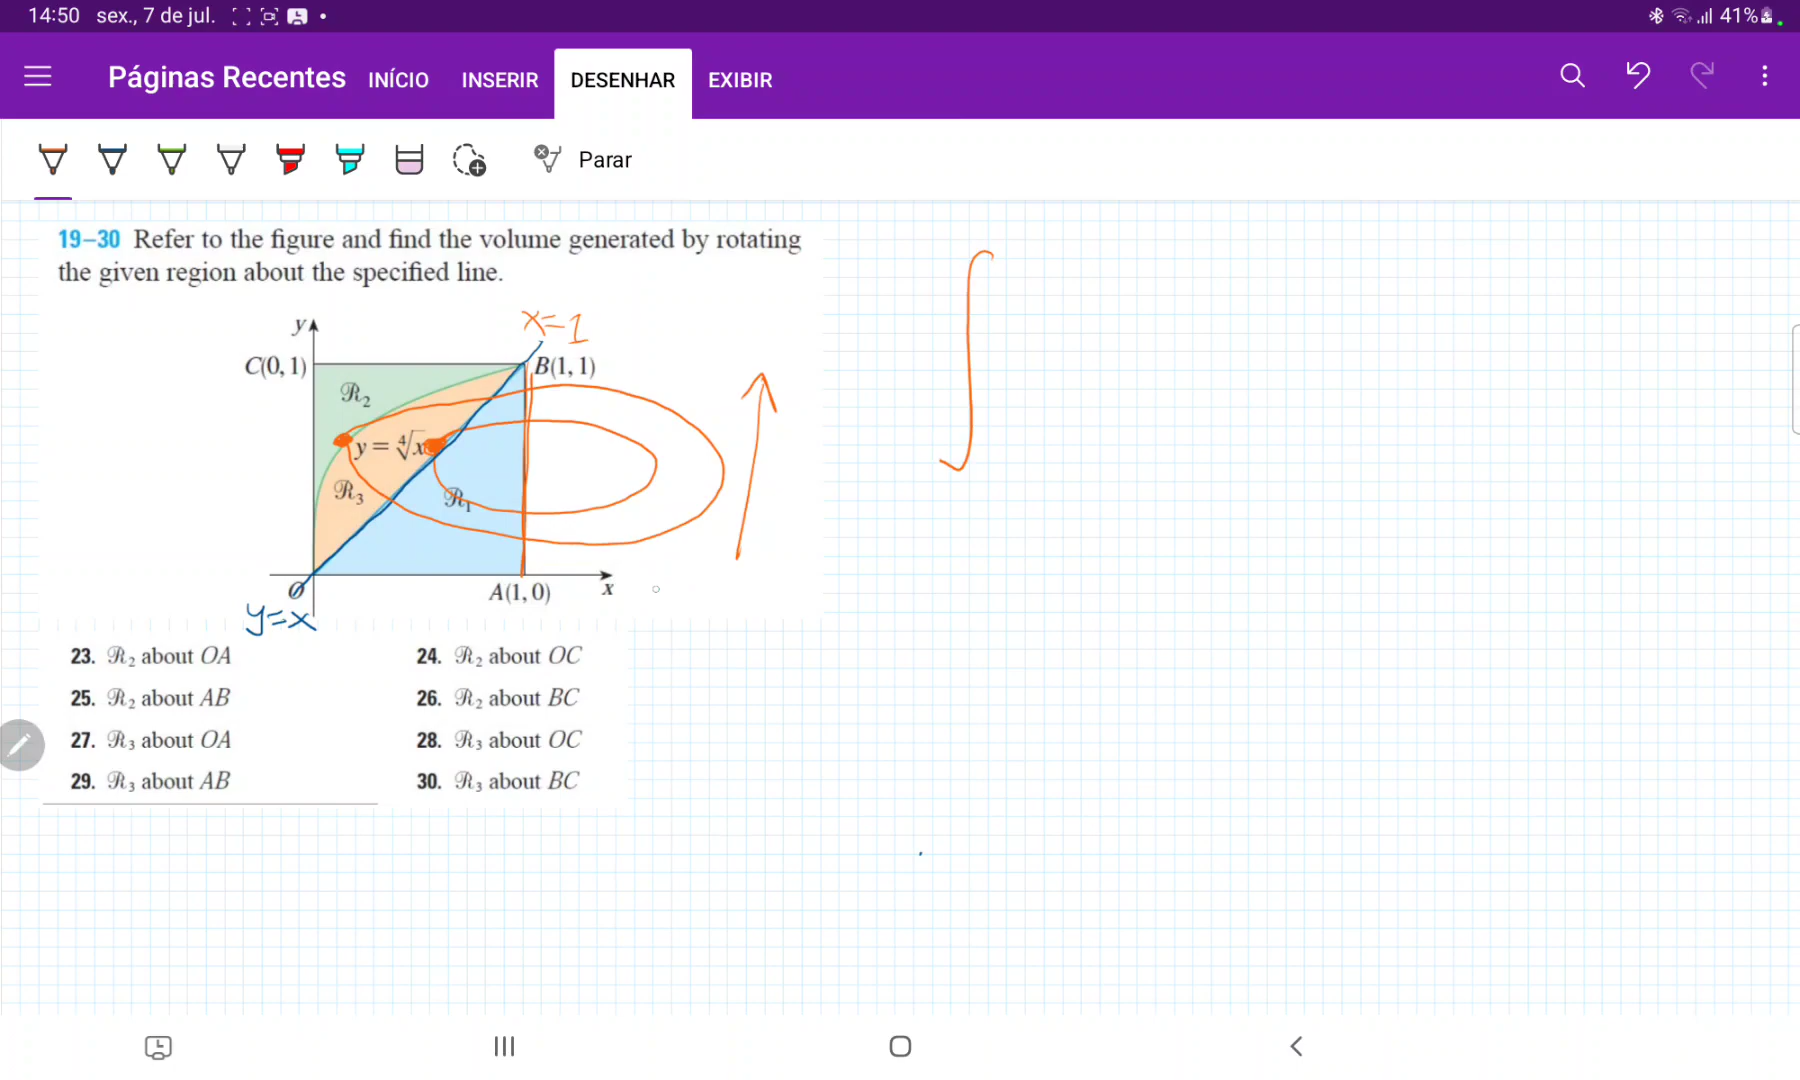 14:50 sex., 7 de jul. 41%
Páginas Recentes INÍCIO INSERIR DESENHAR EXIBIR
Parar
19–30 Refer to the figure and find the volume generated by rotating
the given region about the specified line.
x=1
y
C(0, 1) B(1, 1)
ℛ₂
y = ∜x
ℛ₃ ℛ₁
O A(1, 0) x
y=x
23. ℛ₂ about OA 24. ℛ₂ about OC
25. ℛ₂ about AB 26. ℛ₂ about BC
27. ℛ₃ about OA 28. ℛ₃ about OC
29. ℛ₃ about AB 30. ℛ₃ about BC
∫